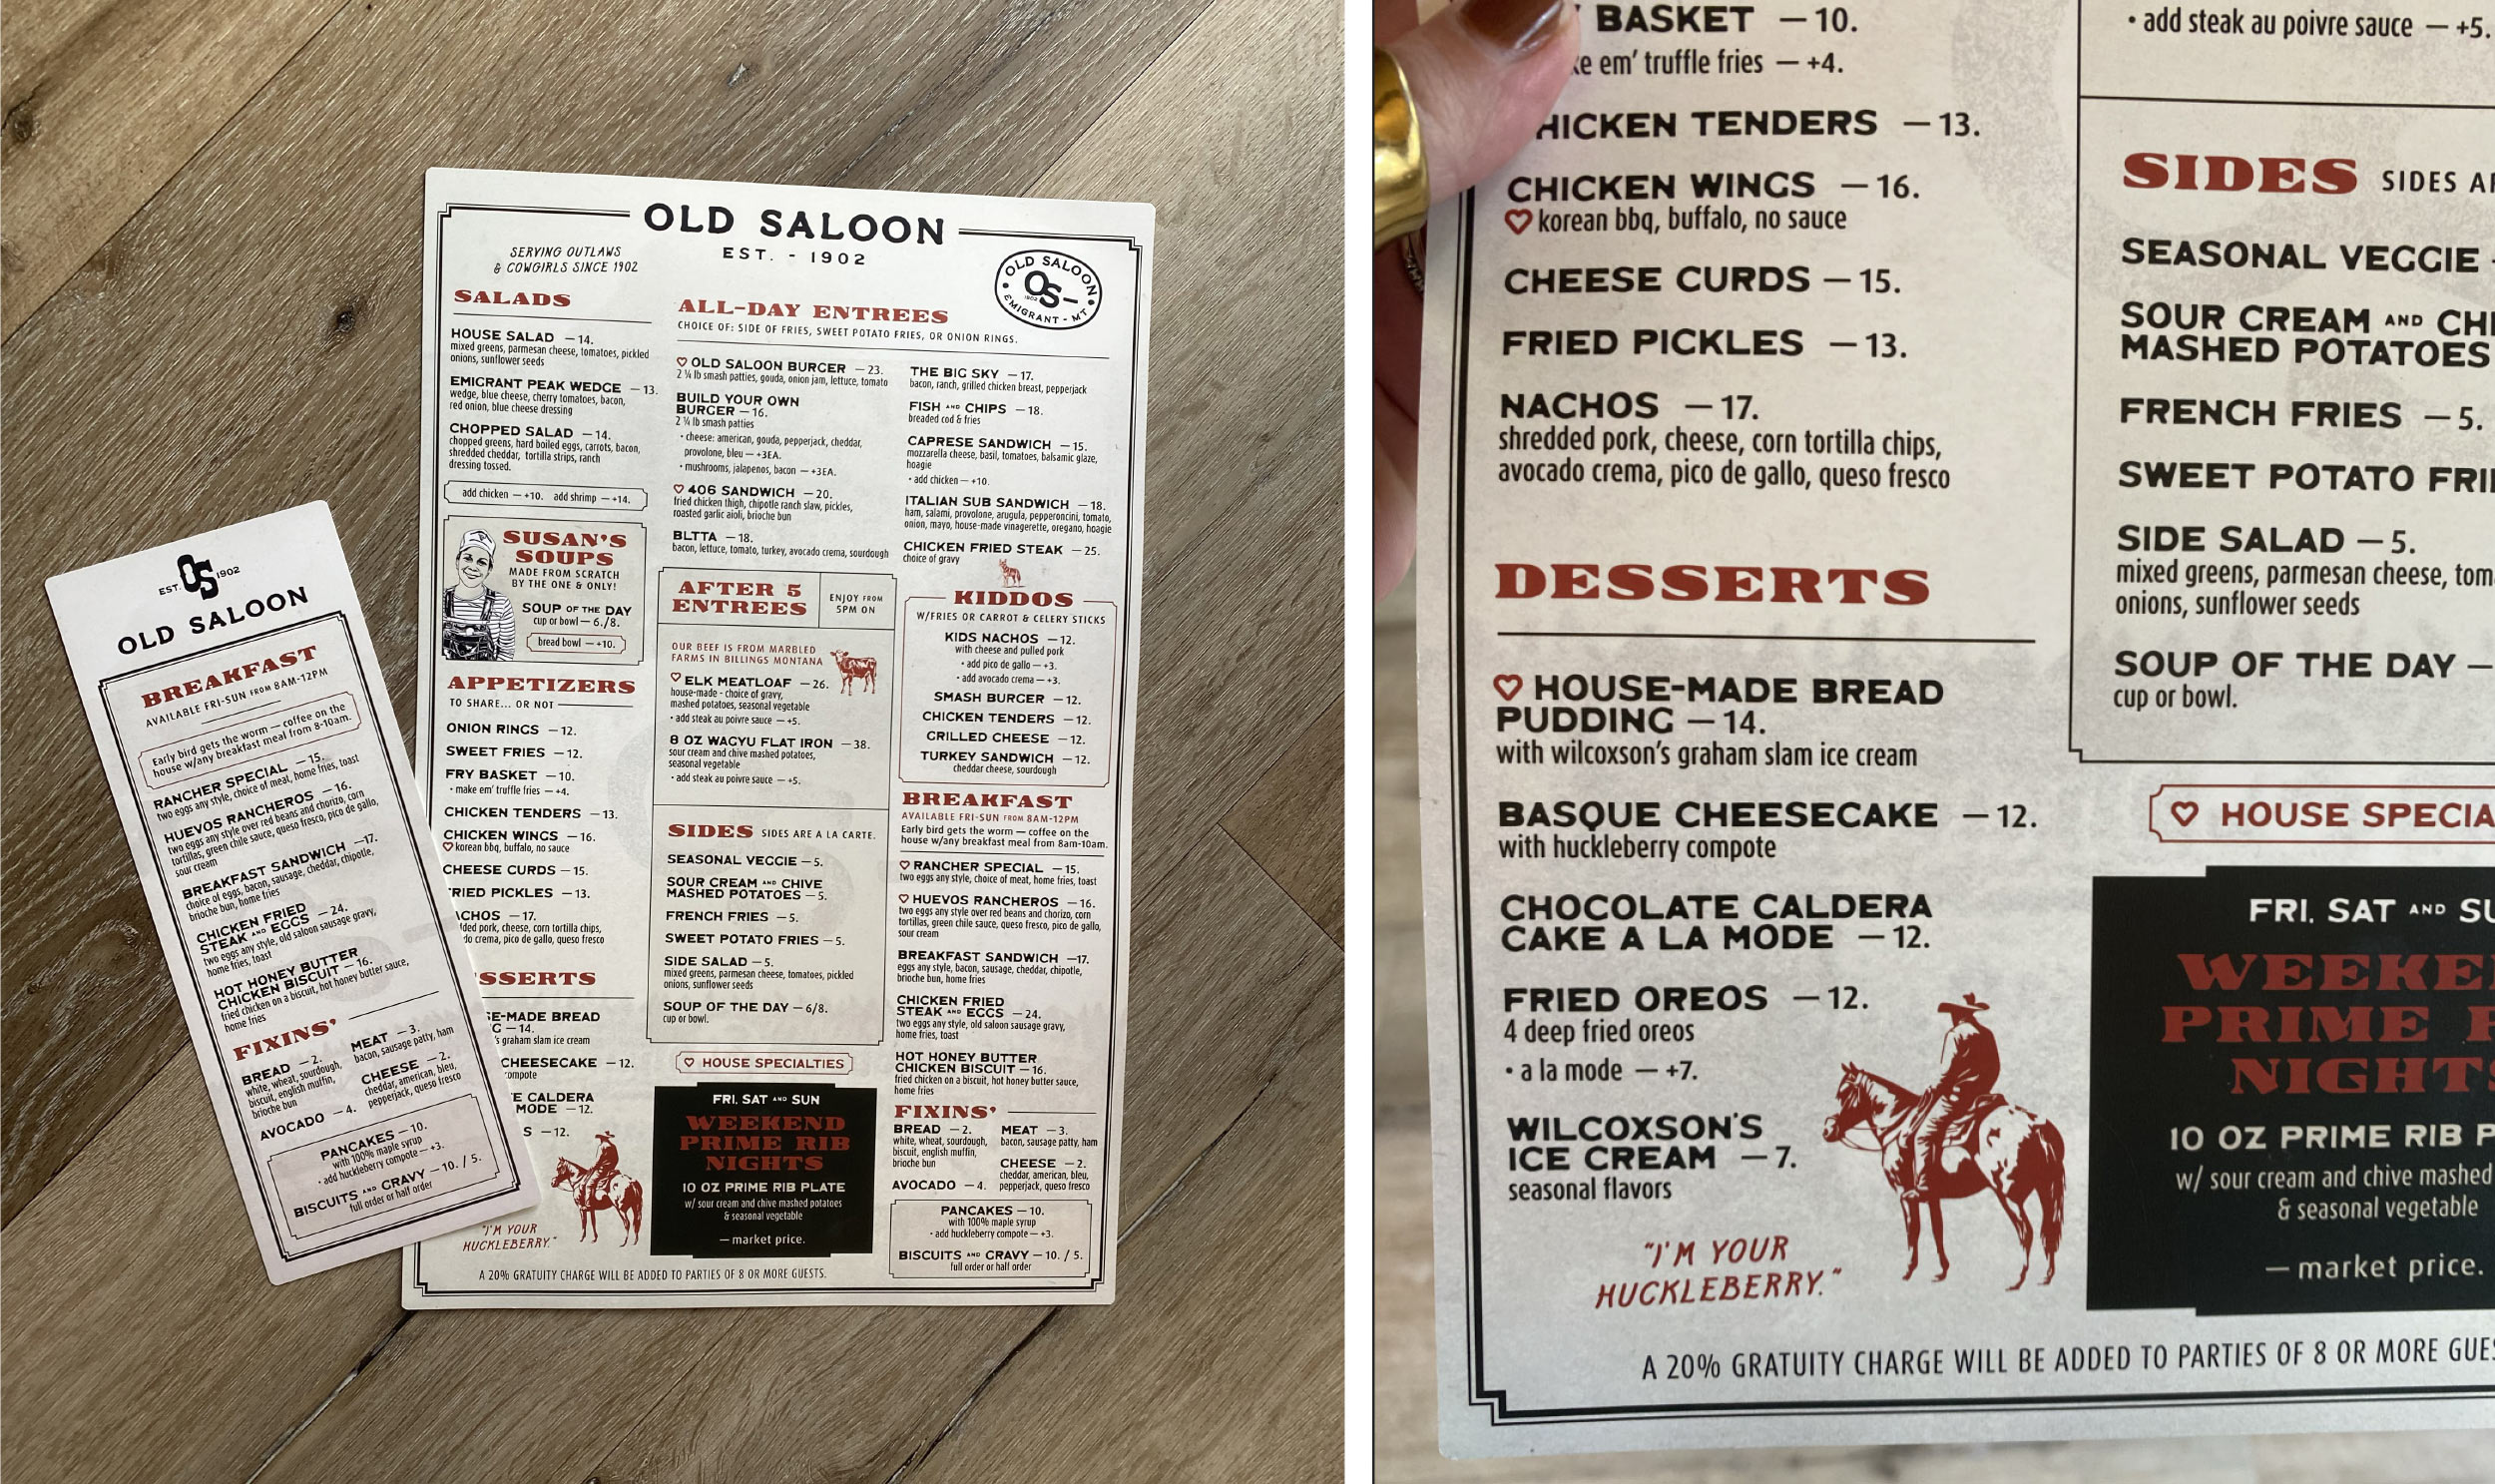 EST. OS 1902
OLD SALOON
BREAKFAST
AVAILABLE FRI-SUN FROM 8AM-12PM
Early bird gets the worm — coffee on the
house w/any breakfast meal from 8-10am.
RANCHER SPECIAL — 15.
two eggs any style, choice of meat, home fries, toast
HUEVOS RANCHEROS — 16.
two eggs any style over red beans and chorizo, corn
tortillas, green chile sauce, queso fresco, pico de gallo,
sour cream
BREAKFAST SANDWICH —17.
choice of eggs, bacon, sausage, cheddar, chipotle,
brioche bun, home fries
CHICKEN FRIED
STEAK AND EGGS — 24.
two eggs any style, old saloon sausage gravy,
home fries, toast
HOT HONEY BUTTER
CHICKEN BISCUIT — 16.
fried chicken on a biscuit, hot honey butter sauce,
home fries
FIXINS'
BREAD — 2.
white, wheat, sourdough,
biscuit, english muffin,
brioche bun
AVOCADO — 4.
MEAT — 3.
bacon, sausage patty, ham
CHEESE — 2.
cheddar, american, bleu,
pepperjack, queso fresco
PANCAKES — 10.
with 100% maple syrup
• add huckleberry compote — +3.
BISCUITS AND GRAVY — 10. / 5.
full order or half order
OLD SALOON
EST. - 1902
SERVING OUTLAWS
& COWGIRLS SINCE 1902
OLD SALOON
OS
1902
EMIGRANT - MT
SALADS
HOUSE SALAD — 14.
mixed greens, parmesan cheese, tomatoes, pickled
onions, sunflower seeds
EMIGRANT PEAK WEDGE — 13.
wedge, blue cheese, cherry tomatoes, bacon,
red onion, blue cheese dressing
CHOPPED SALAD — 14.
chopped greens, hard boiled eggs, carrots, bacon,
shredded cheddar, tortilla strips, ranch
dressing tossed.
add chicken — +10. add shrimp — +14.
SUSAN'S
SOUPS
MADE FROM SCRATCH
BY THE ONE & ONLY!
SOUP OF THE DAY
cup or bowl — 6./8.
bread bowl — +10.
APPETIZERS
TO SHARE... OR NOT
ONION RINGS — 12.
SWEET FRIES — 12.
FRY BASKET — 10.
• make em' truffle fries — +4.
CHICKEN TENDERS — 13.
CHICKEN WINGS — 16.
♡ korean bbq, buffalo, no sauce
CHEESE CURDS — 15.
RIED PICKLES — 13.
ACHOS — 17.
ded pork, cheese, corn tortilla chips,
do crema, pico de gallo, queso fresco
SSERTS
E-MADE BREAD
G — 14.
's graham slam ice cream
CHEESECAKE — 12.
ompote
E CALDERA
MODE — 12.
S — 12.
"I'M YOUR
HUCKLEBERRY."
ALL-DAY ENTREES
CHOICE OF: SIDE OF FRIES, SWEET POTATO FRIES, OR ONION RINGS.
♡ OLD SALOON BURGER — 23.
2 ¼ lb smash patties, gouda, onion jam, lettuce, tomato
BUILD YOUR OWN
BURGER — 16.
2 ¼ lb smash patties
• cheese: american, gouda, pepperjack, cheddar,
provolone, bleu — +3EA.
• mushrooms, jalapenos, bacon — +3EA.
♡ 406 SANDWICH — 20.
fried chicken thigh, chipotle ranch slaw, pickles,
roasted garlic aioli, brioche bun
BLTTA — 18.
bacon, lettuce, tomato, turkey, avocado crema, sourdough
THE BIG SKY — 17.
bacon, ranch, grilled chicken breast, pepperjack
FISH AND CHIPS — 18.
breaded cod & fries
CAPRESE SANDWICH — 15.
mozzarella cheese, basil, tomatoes, balsamic glaze,
hoagie
• add chicken — +10.
ITALIAN SUB SANDWICH — 18.
ham, salami, provolone, arugula, pepperoncini, tomato,
onion, mayo, house-made vinagerette, oregano, hoagie
CHICKEN FRIED STEAK — 25.
choice of gravy
AFTER 5
ENTREES
ENJOY FROM
5PM ON
OUR BEEF IS FROM MARBLED
FARMS IN BILLINGS MONTANA
♡ ELK MEATLOAF — 26.
house-made - choice of gravy,
mashed potatoes, seasonal vegetable
• add steak au poivre sauce — +5.
8 OZ WAGYU FLAT IRON — 38.
sour cream and chive mashed potatoes,
seasonal vegetable
• add steak au poivre sauce — +5.
SIDES SIDES ARE A LA CARTE.
SEASONAL VEGGIE — 5.
SOUR CREAM AND CHIVE
MASHED POTATOES — 5.
FRENCH FRIES — 5.
SWEET POTATO FRIES — 5.
SIDE SALAD — 5.
mixed greens, parmesan cheese, tomatoes, pickled
onions, sunflower seeds
SOUP OF THE DAY — 6/8.
cup or bowl.
♡ HOUSE SPECIALTIES
FRI, SAT AND SUN
WEEKEND
PRIME RIB
NIGHTS
10 OZ PRIME RIB PLATE
w/ sour cream and chive mashed potatoes
& seasonal vegetable
— market price.
KIDDOS
W/FRIES OR CARROT & CELERY STICKS
KIDS NACHOS — 12.
with cheese and pulled pork
• add pico de gallo — +3.
• add avocado crema — +3.
SMASH BURGER — 12.
CHICKEN TENDERS — 12.
GRILLED CHEESE — 12.
TURKEY SANDWICH — 12.
cheddar cheese, sourdough
BREAKFAST
AVAILABLE FRI-SUN FROM 8AM-12PM
Early bird gets the worm — coffee on the
house w/any breakfast meal from 8am-10am.
♡ RANCHER SPECIAL — 15.
two eggs any style, choice of meat, home fries, toast
♡ HUEVOS RANCHEROS — 16.
two eggs any style over red beans and chorizo, corn
tortillas, green chile sauce, queso fresco, pico de gallo,
sour cream
BREAKFAST SANDWICH —17.
eggs any style, bacon, sausage, cheddar, chipotle,
brioche bun, home fries
CHICKEN FRIED
STEAK AND EGGS — 24.
two eggs any style, old saloon sausage gravy,
home fries, toast
HOT HONEY BUTTER
CHICKEN BISCUIT — 16.
fried chicken on a biscuit, hot honey butter sauce,
home fries
FIXINS'
BREAD — 2.
white, wheat, sourdough,
biscuit, english muffin,
brioche bun
AVOCADO — 4.
MEAT — 3.
bacon, sausage patty, ham
CHEESE — 2.
cheddar, american, bleu,
pepperjack, queso fresco
PANCAKES — 10.
with 100% maple syrup
• add huckleberry compote — +3.
BISCUITS AND GRAVY — 10. / 5.
full order or half order
A 20% GRATUITY CHARGE WILL BE ADDED TO PARTIES OF 8 OR MORE GUESTS.
BASKET — 10.
ke em' truffle fries — +4.
HICKEN TENDERS — 13.
CHICKEN WINGS — 16.
♡ korean bbq, buffalo, no sauce
CHEESE CURDS — 15.
FRIED PICKLES — 13.
NACHOS — 17.
shredded pork, cheese, corn tortilla chips,
avocado crema, pico de gallo, queso fresco
DESSERTS
♡ HOUSE-MADE BREAD
PUDDING — 14.
with wilcoxson's graham slam ice cream
BASQUE CHEESECAKE — 12.
with huckleberry compote
CHOCOLATE CALDERA
CAKE A LA MODE — 12.
FRIED OREOS — 12.
4 deep fried oreos
• a la mode — +7.
WILCOXSON'S
ICE CREAM — 7.
seasonal flavors
"I'M YOUR
HUCKLEBERRY."
• add steak au poivre sauce — +5.
SIDES SIDES AR
SEASONAL VEGGIE
SOUR CREAM AND CHI
MASHED POTATOES
FRENCH FRIES — 5.
SWEET POTATO FRI
SIDE SALAD — 5.
mixed greens, parmesan cheese, tom
onions, sunflower seeds
SOUP OF THE DAY —
cup or bowl.
♡ HOUSE SPECIA
FRI, SAT AND SU
WEEKE
PRIME R
NIGHTS
10 OZ PRIME RIB P
w/ sour cream and chive mashed
& seasonal vegetable
— market price.
A 20% GRATUITY CHARGE WILL BE ADDED TO PARTIES OF 8 OR MORE GUES